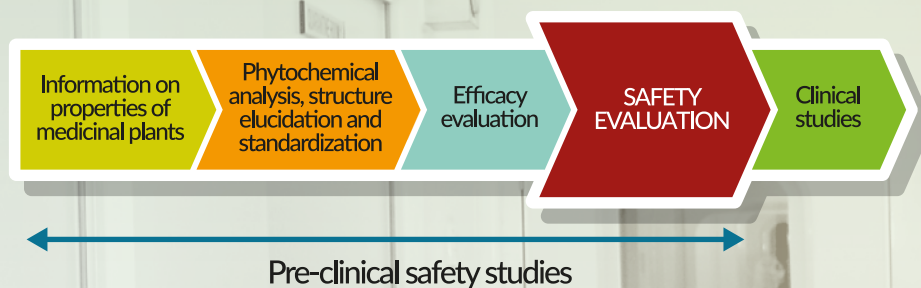 Information on
properties of
medicinal plants
Phytochemical
analysis, structure
elucidation and
standardization
Efficacy
evaluation
SAFETY
EVALUATION
Clinical
studies
Pre-clinical safety studies